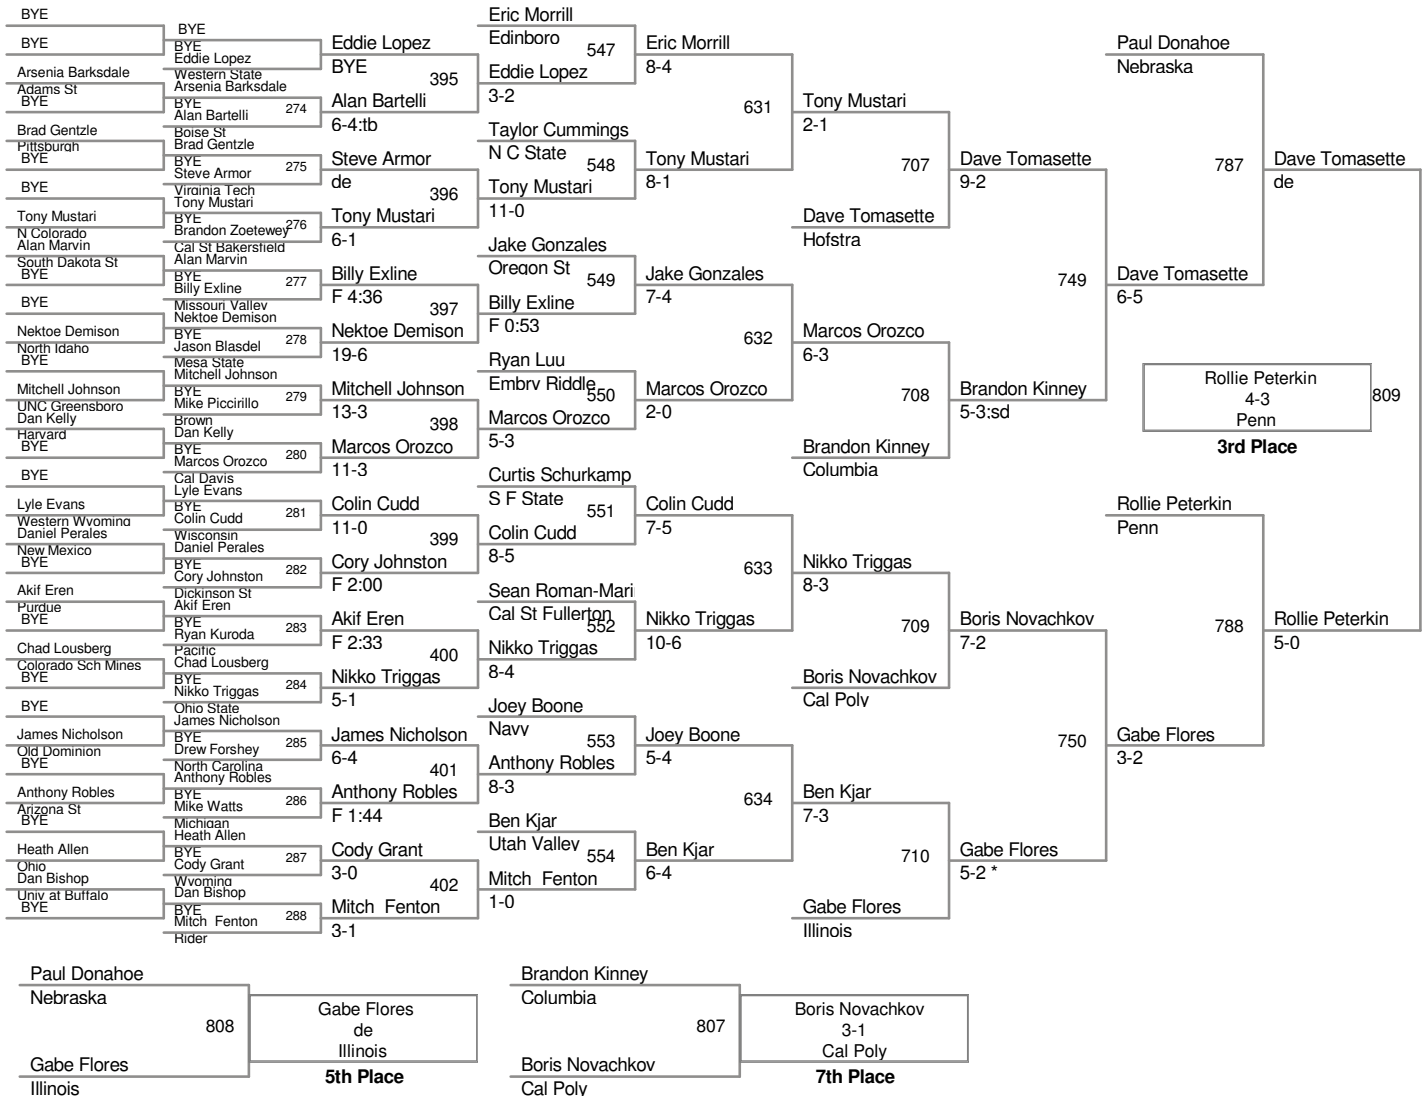 BYE
BYE
Arsenia Barksdale
Adams St
BYE
Brad Gentzle
Pittsburgh
BYE
BYE
Tony Mustari
N Colorado
Alan Marvin
South Dakota St
BYE
BYE
Nektoe Demison
North Idaho
BYE
Mitchell Johnson
UNC Greensboro
Dan Kelly
Harvard
BYE
BYE
Lyle Evans
Western Wyoming
Daniel Perales
New Mexico
BYE
Akif Eren
Purdue
BYE
Chad Lousberg
Colorado Sch Mines
BYE
BYE
James Nicholson
Old Dominion
BYE
Anthony Robles
Arizona St
BYE
Heath Allen
Ohio
Dan Bishop
Univ at Buffalo
BYE
BYE
BYE
Eddie Lopez
Western State
Arsenia Barksdale
BYE
274
Alan Bartelli
Boise St
Brad Gentzle
BYE
275
Steve Armor
Virginia Tech
Tony Mustari
BYE
276
Brandon Zoetewey
Cal St Bakersfield
Alan Marvin
BYE
277
Billy Exline
Missouri Valley
Nektoe Demison
BYE
278
Jason Blasdel
Mesa State
Mitchell Johnson
BYE
279
Mike Piccirillo
Brown
Dan Kelly
BYE
280
Marcos Orozco
Cal Davis
Lyle Evans
BYE
281
Colin Cudd
Wisconsin
Daniel Perales
BYE
282
Cory Johnston
Dickinson St
Akif Eren
BYE
283
Ryan Kuroda
Pacific
Chad Lousberg
BYE
284
Nikko Triggas
Ohio State
James Nicholson
BYE
285
Drew Forshey
North Carolina
Anthony Robles
BYE
286
Mike Watts
Michigan
Heath Allen
BYE
287
Cody Grant
Wyoming
Dan Bishop
BYE
288
Mitch Fenton
Rider
Eddie Lopez
BYE
395
Alan Bartelli
6-4:tb
Steve Armor
de
396
Tony Mustari
6-1
Billy Exline
F 4:36
397
Nektoe Demison
19-6
Mitchell Johnson
13-3
398
Marcos Orozco
11-3
Colin Cudd
11-0
399
Cory Johnston
F 2:00
Akif Eren
F 2:33
400
Nikko Triggas
5-1
James Nicholson
6-4
401
Anthony Robles
F 1:44
Cody Grant
3-0
402
Mitch Fenton
3-1
Eric Morrill
Edinboro
547
Eddie Lopez
3-2
Taylor Cummings
N C State
548
Tony Mustari
11-0
Jake Gonzales
Oregon St
549
Billy Exline
F 0:53
Ryan Luu
Embry Riddle
550
Marcos Orozco
5-3
Curtis Schurkamp
S F State
551
Colin Cudd
8-5
Sean Roman-Mari
Cal St Fullerton
552
Nikko Triggas
8-4
Joey Boone
Navy
553
Anthony Robles
8-3
Ben Kjar
Utah Valley
554
Mitch Fenton
1-0
Eric Morrill
8-4
631
Tony Mustari
8-1
Jake Gonzales
7-4
632
Marcos Orozco
2-0
Colin Cudd
7-5
633
Nikko Triggas
10-6
Joey Boone
5-4
634
Ben Kjar
6-4
Tony Mustari
2-1
707
Dave Tomasette
Hofstra
Marcos Orozco
6-3
708
Brandon Kinney
Columbia
Nikko Triggas
8-3
709
Boris Novachkov
Cal Poly
Ben Kjar
7-3
710
Gabe Flores
Illinois
Dave Tomasette
9-2
749
Brandon Kinney
5-3:sd
Boris Novachkov
7-2
750
Gabe Flores
5-2 *
Paul Donahoe
Nebraska
787
Dave Tomasette
6-5
Rollie Peterkin
Penn
788
Gabe Flores
3-2
Dave Tomasette
de
Rollie Peterkin
4-3
Penn
809
3rd Place
Rollie Peterkin
5-0
Paul Donahoe
Nebraska
808
Gabe Flores
Illinois
Gabe Flores
de
Illinois
5th Place
Brandon Kinney
Columbia
807
Boris Novachkov
Cal Poly
Boris Novachkov
3-1
Cal Poly
7th Place